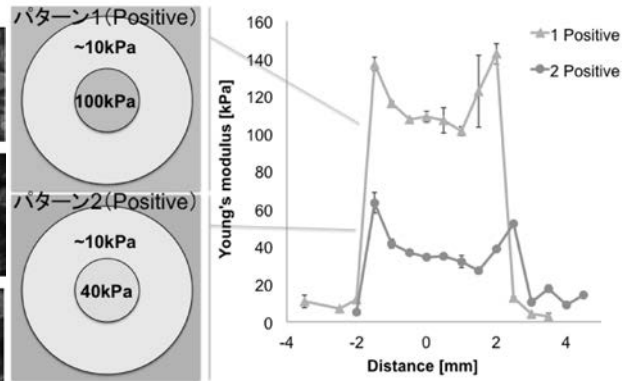 パターン1(Positive)
~10kPa
100kPa
パターン2(Positive)
~10kPa
40kPa
Young's modulus [kPa]
160
140
120
100
80
60
40
20
0
-4
-2
0
2
4
Distance [mm]
1 Positive
2 Positive